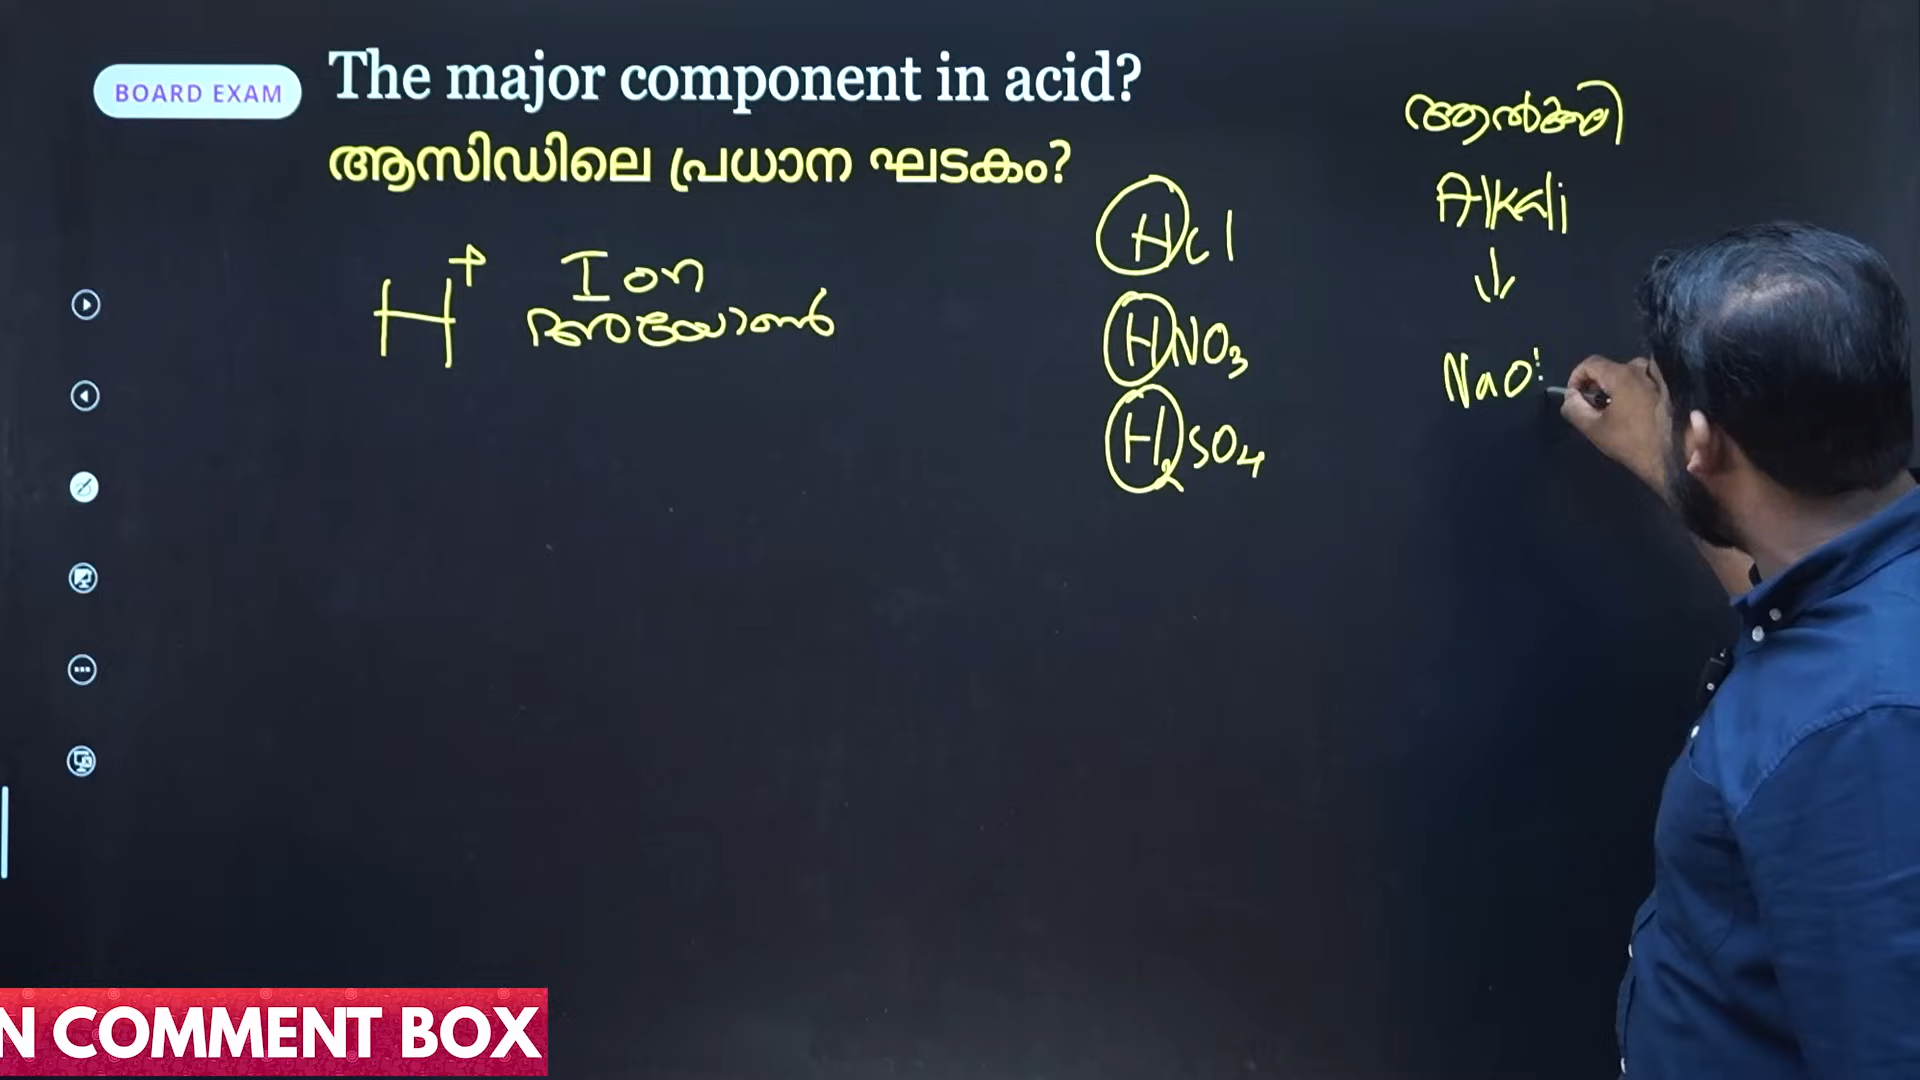 BOARD EXAM
The major component in acid?
ആസിഡിലെ പ്രധാന ഘടകം?
H+ Ion
അയോൺ
HCl
HNO3
H2SO4
ആൽക്കലി
Alkali
NaO
N COMMENT BOX